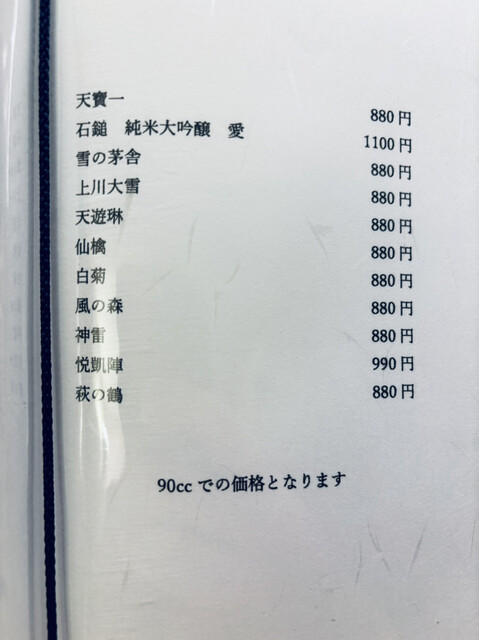 天寶一 880円
石鎚 純米大吟醸 愛 1100円
雪の茅舎 880円
上川大雪 880円
天遊琳 880円
仙禽 880円
白菊 880円
風の森 880円
神雷 880円
悦凱陣 990円
萩の鶴 880円
90cc での価格となります